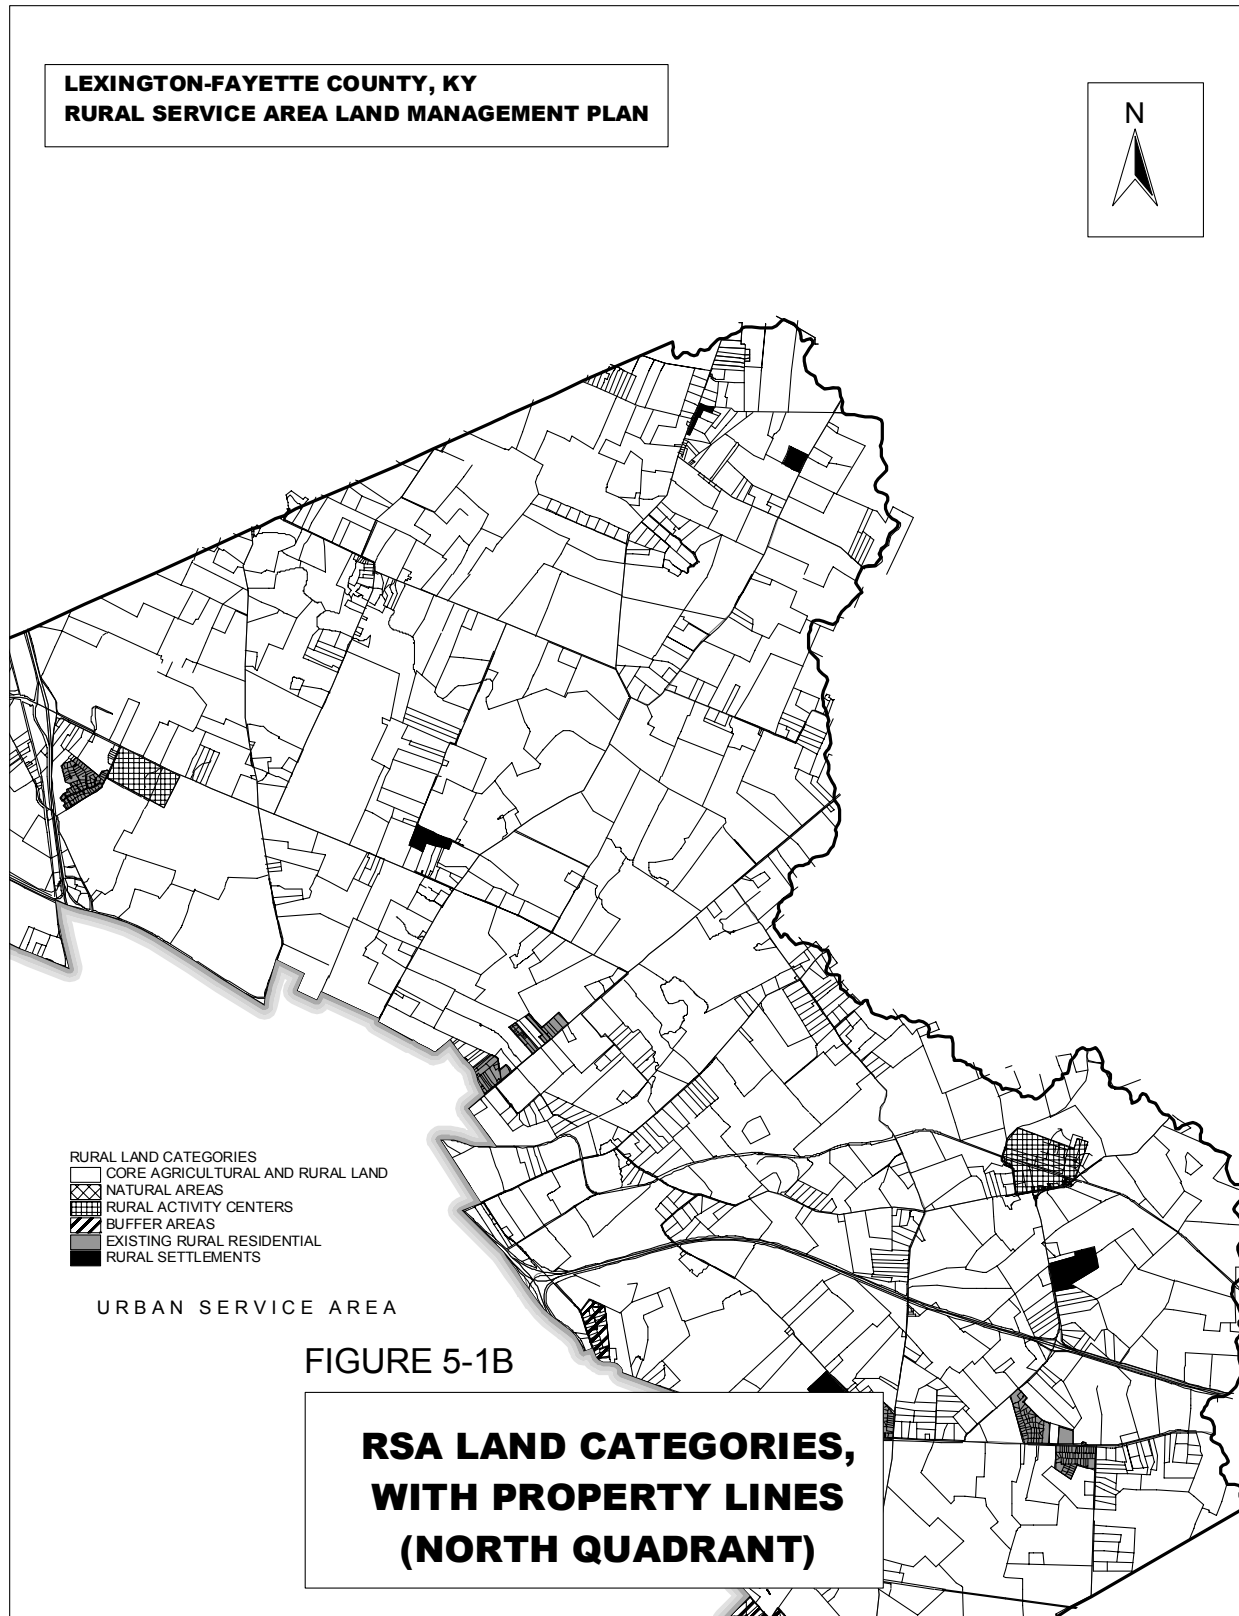 LEXINGTON-FAYETTE COUNTY, KY
RURAL SERVICE AREA LAND MANAGEMENT PLAN
N
RURAL LAND CATEGORIES
CORE AGRICULTURAL AND RURAL LAND
NATURAL AREAS
RURAL ACTIVITY CENTERS
BUFFER AREAS
EXISTING RURAL RESIDENTIAL
RURAL SETTLEMENTS
URBAN SERVICE AREA
FIGURE 5-1B
RSA LAND CATEGORIES,
WITH PROPERTY LINES
(NORTH QUADRANT)